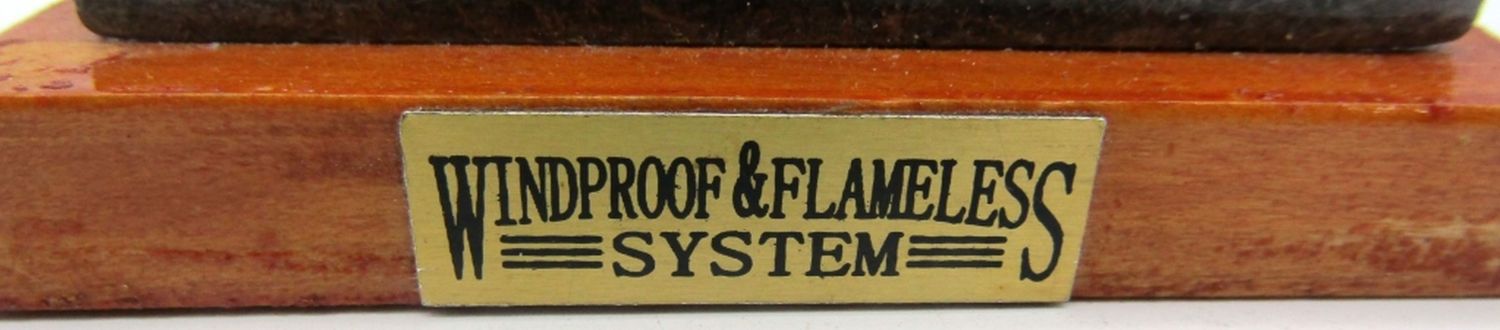 WINDPROOF & FLAMELESS
SYSTEM